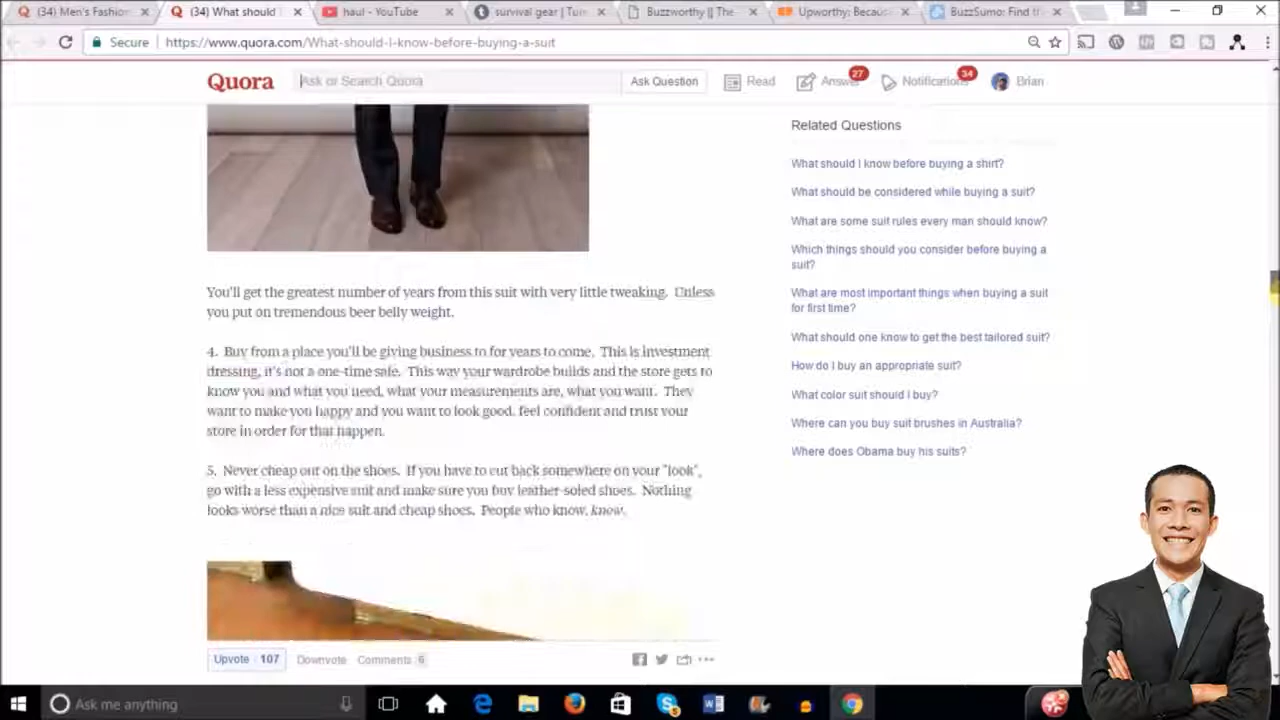 (34) Men's Fashion
(34) What should
haul - YouTube
survival gear | Tum
Buzzworthy || The
Upworthy: Becaus
BuzzSumo: Find th
Secure
https://www.quora.com/What-should-I-know-before-buying-a-suit
Quora
Ask or Search Quora
Ask Question
Read
Answer
27
Notifications
34
Brian
You'll get the greatest number of years from this suit with very little tweaking. Unless
you put on tremendous beer belly weight.
4. Buy from a place you'll be giving business to for years to come. This is investment
dressing, it's not a one-time sale. This way your wardrobe builds and the store gets to
know you and what you need, what your measurements are, what you want. They
want to make you happy and you want to look good, feel confident and trust your
store in order for that happen.
5. Never cheap out on the shoes. If you have to cut back somewhere on your "look",
go with a less expensive suit and make sure you buy leather-soled shoes. Nothing
looks worse than a nice suit and cheap shoes. People who know, know.
Upvote 107
Downvote
Comments 6
Related Questions
What should I know before buying a shirt?
What should be considered while buying a suit?
What are some suit rules every man should know?
Which things should you consider before buying a
suit?
What are most important things when buying a suit
for first time?
What should one know to get the best tailored suit?
How do I buy an appropriate suit?
What color suit should I buy?
Where can you buy suit brushes in Australia?
Where does Obama buy his suits?
Ask me anything